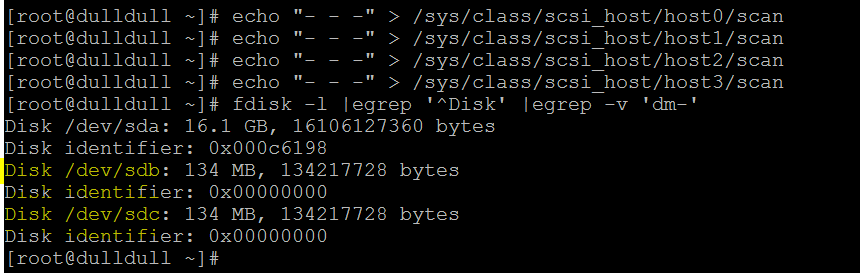 [root@dulldull ~]# echo "- - -" > /sys/class/scsi_host/host0/scan
[root@dulldull ~]# echo "- - -" > /sys/class/scsi_host/host1/scan
[root@dulldull ~]# echo "- - -" > /sys/class/scsi_host/host2/scan
[root@dulldull ~]# echo "- - -" > /sys/class/scsi_host/host3/scan
[root@dulldull ~]# fdisk -l |egrep '^Disk' |egrep -v 'dm-'
Disk /dev/sda: 16.1 GB, 16106127360 bytes
Disk identifier: 0x000c6198
Disk /dev/sdb: 134 MB, 134217728 bytes
Disk identifier: 0x00000000
Disk /dev/sdc: 134 MB, 134217728 bytes
Disk identifier: 0x00000000
[root@dulldull ~]#